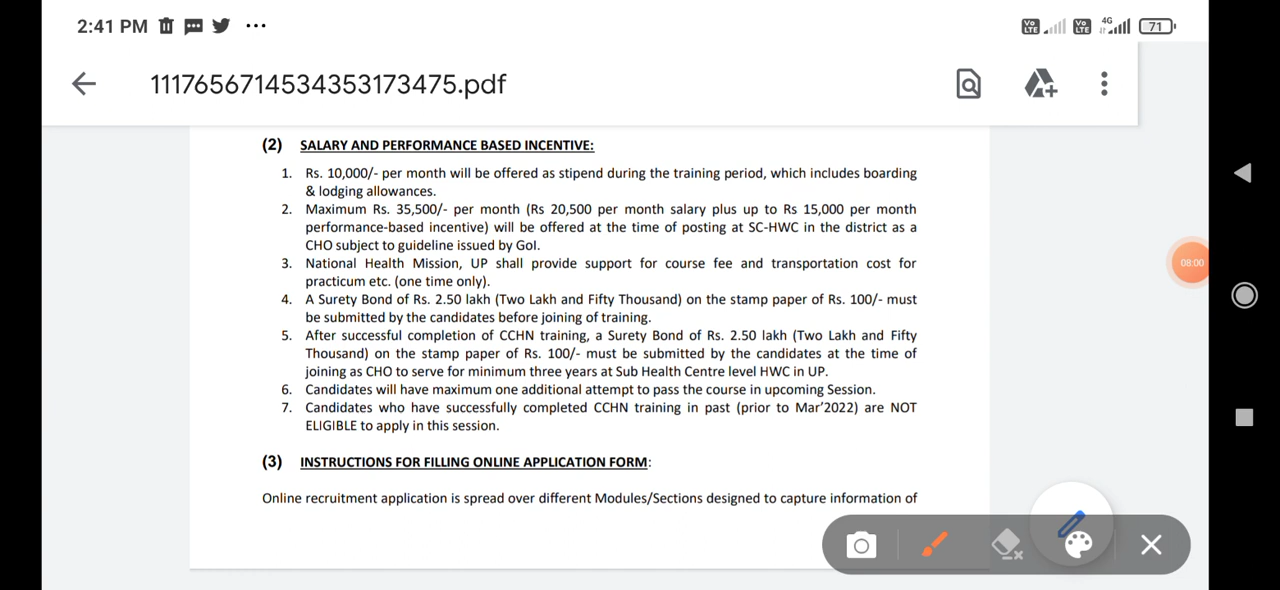 2:41 PM
Vo LTE Vo LTE 4G 71
1117656714534353173475.pdf
(2) SALARY AND PERFORMANCE BASED INCENTIVE:
1. Rs. 10,000/- per month will be offered as stipend during the training period, which includes boarding
& lodging allowances.
2. Maximum Rs. 35,500/- per month (Rs 20,500 per month salary plus up to Rs 15,000 per month
performance-based incentive) will be offered at the time of posting at SC-HWC in the district as a
CHO subject to guideline issued by GoI.
3. National Health Mission, UP shall provide support for course fee and transportation cost for
practicum etc. (one time only).
4. A Surety Bond of Rs. 2.50 lakh (Two Lakh and Fifty Thousand) on the stamp paper of Rs. 100/- must
be submitted by the candidates before joining of training.
5. After successful completion of CCHN training, a Surety Bond of Rs. 2.50 lakh (Two Lakh and Fifty
Thousand) on the stamp paper of Rs. 100/- must be submitted by the candidates at the time of
joining as CHO to serve for minimum three years at Sub Health Centre level HWC in UP.
6. Candidates will have maximum one additional attempt to pass the course in upcoming Session.
7. Candidates who have successfully completed CCHN training in past (prior to Mar'2022) are NOT
ELIGIBLE to apply in this session.
08:00
(3) INSTRUCTIONS FOR FILLING ONLINE APPLICATION FORM:
Online recruitment application is spread over different Modules/Sections designed to capture information of